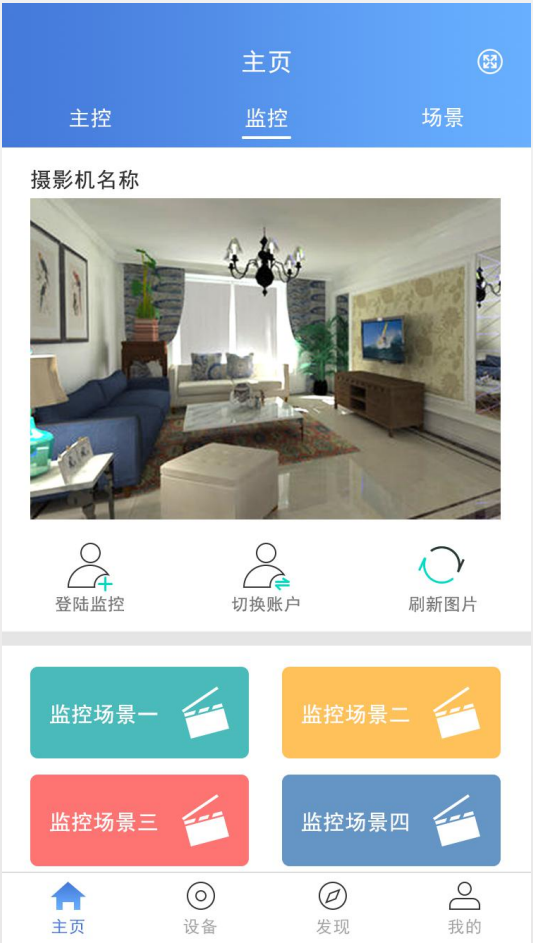 主页
主控 监控 场景
摄影机名称
登陆监控 切换账户 刷新图片
监控场景一 监控场景二
监控场景三 监控场景四
主页 设备 发现 我的